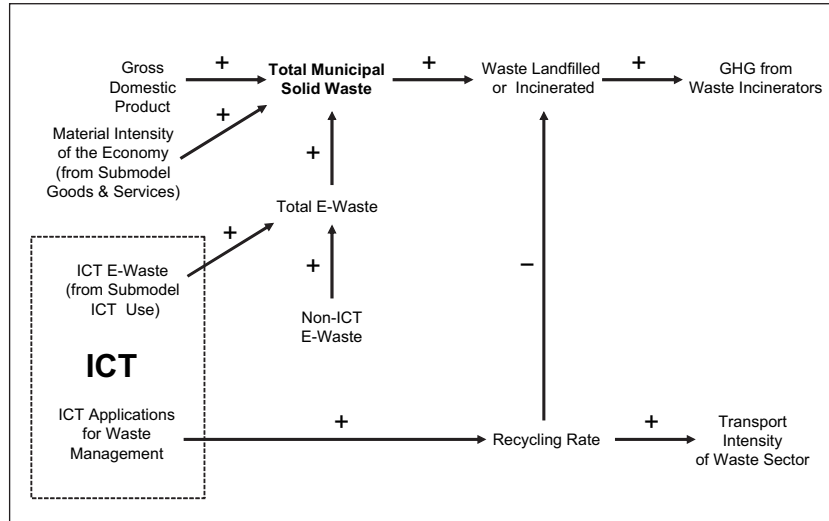 Gross
Domestic
Product
+
Total Municipal
Solid Waste
+
Waste Landfilled
or Incinerated
+
GHG from
Waste Incinerators
Material Intensity
of the Economy
(from Submodel
Goods & Services)
+
+
Total E-Waste
+
ICT E-Waste
(from Submodel
ICT Use)
+
−
Non-ICT
E-Waste
ICT
ICT Applications
for Waste
Management
+
Recycling Rate
+
Transport
Intensity
of Waste Sector